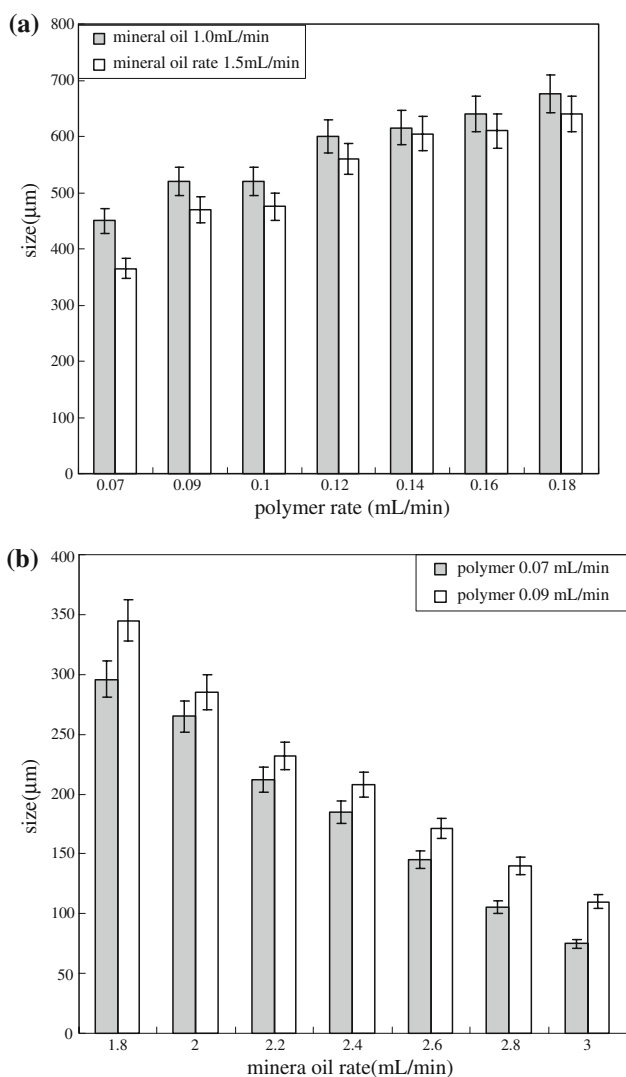 (a)
mineral oil 1.0mL/min
mineral oil rate 1.5mL/min
800
700
600
500
400
300
200
100
0
size(μm)
0.07 0.09 0.1 0.12 0.14 0.16 0.18
polymer rate (mL/min)
(b)
polymer 0.07 mL/min
polymer 0.09 mL/min
400
350
300
250
200
150
100
50
0
size(μm)
1.8 2 2.2 2.4 2.6 2.8 3
minera oil rate(mL/min)